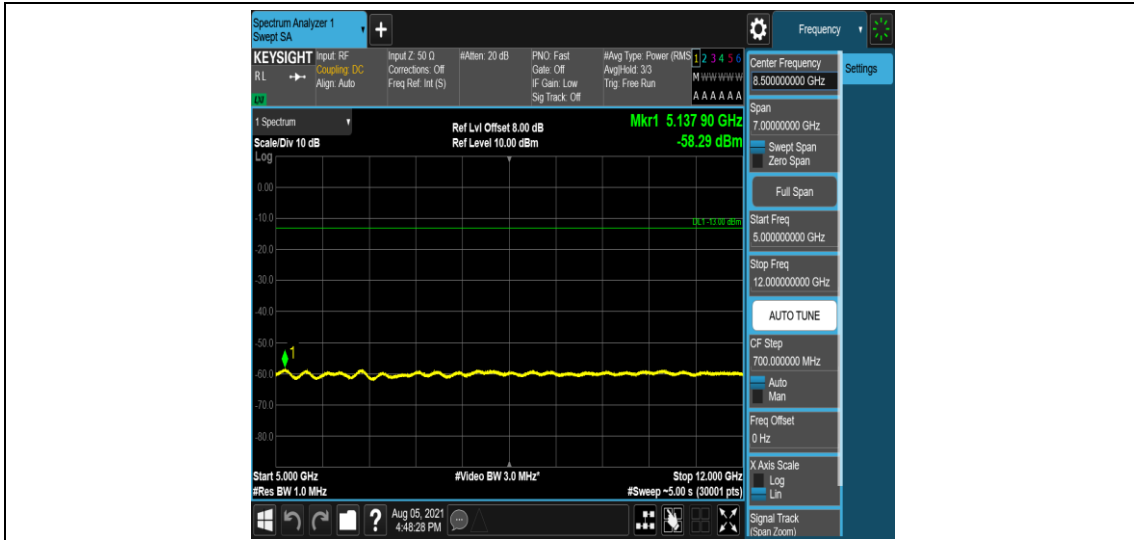 Spectrum Analyzer 1
Swept SA
Frequency
KEYSIGHT
RL
Input: RF
Coupling: DC
Align: Auto
Input Z: 50 Ω
Corrections: Off
Freq Ref: Int (S)
#Atten: 20 dB
PNO: Fast
Gate: Off
IF Gain: Low
Sig Track: Off
#Avg Type: Power (RMS
Avg|Hold: 3/3
Trig: Free Run
1 2 3 4 5 6
M W W W W W
A A A A A A
1 Spectrum
Scale/Div 10 dB
Log
Ref Lvl Offset 8.00 dB
Ref Level 10.00 dBm
Mkr1 5.137 90 GHz
-58.29 dBm
0.00
-10.0
DL1 -13.00 dBm
-20.0
-30.0
-40.0
-50.0
1
-60.0
-70.0
-80.0
Start 5.000 GHz
#Res BW 1.0 MHz
#Video BW 3.0 MHz*
Stop 12.000 GHz
#Sweep ~5.00 s (30001 pts)
Aug 05, 2021
4:48:28 PM
Center Frequency
8.500000000 GHz
Settings
Span
7.00000000 GHz
Swept Span
Zero Span
Full Span
Start Freq
5.000000000 GHz
Stop Freq
12.000000000 GHz
AUTO TUNE
CF Step
700.000000 MHz
Auto
Man
Freq Offset
0 Hz
X Axis Scale
Log
Lin
Signal Track
(Span Zoom)